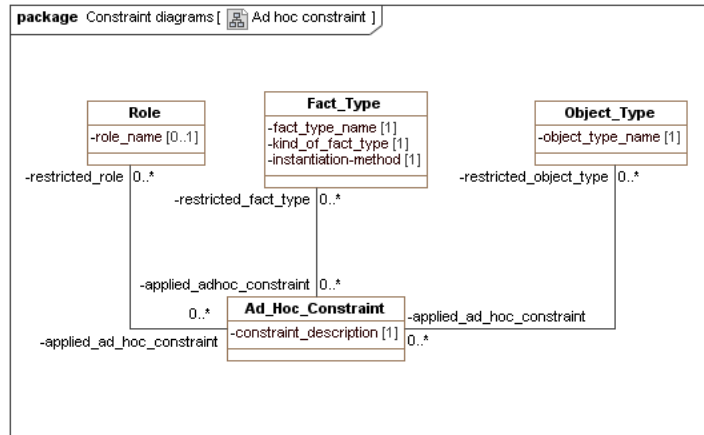 package Constraint diagrams [ Ad hoc constraint ]
Role
-role_name [0..1]
Fact_Type
-fact_type_name [1]
-kind_of_fact_type [1]
-instantiation-method [1]
Object_Type
-object_type_name [1]
-restricted_role 0..*
-restricted_fact_type 0..*
-restricted_object_type 0..*
-applied_adhoc_constraint 0..*
0..*
-applied_ad_hoc_constraint
Ad_Hoc_Constraint
-constraint_description [1]
-applied_ad_hoc_constraint
0..*